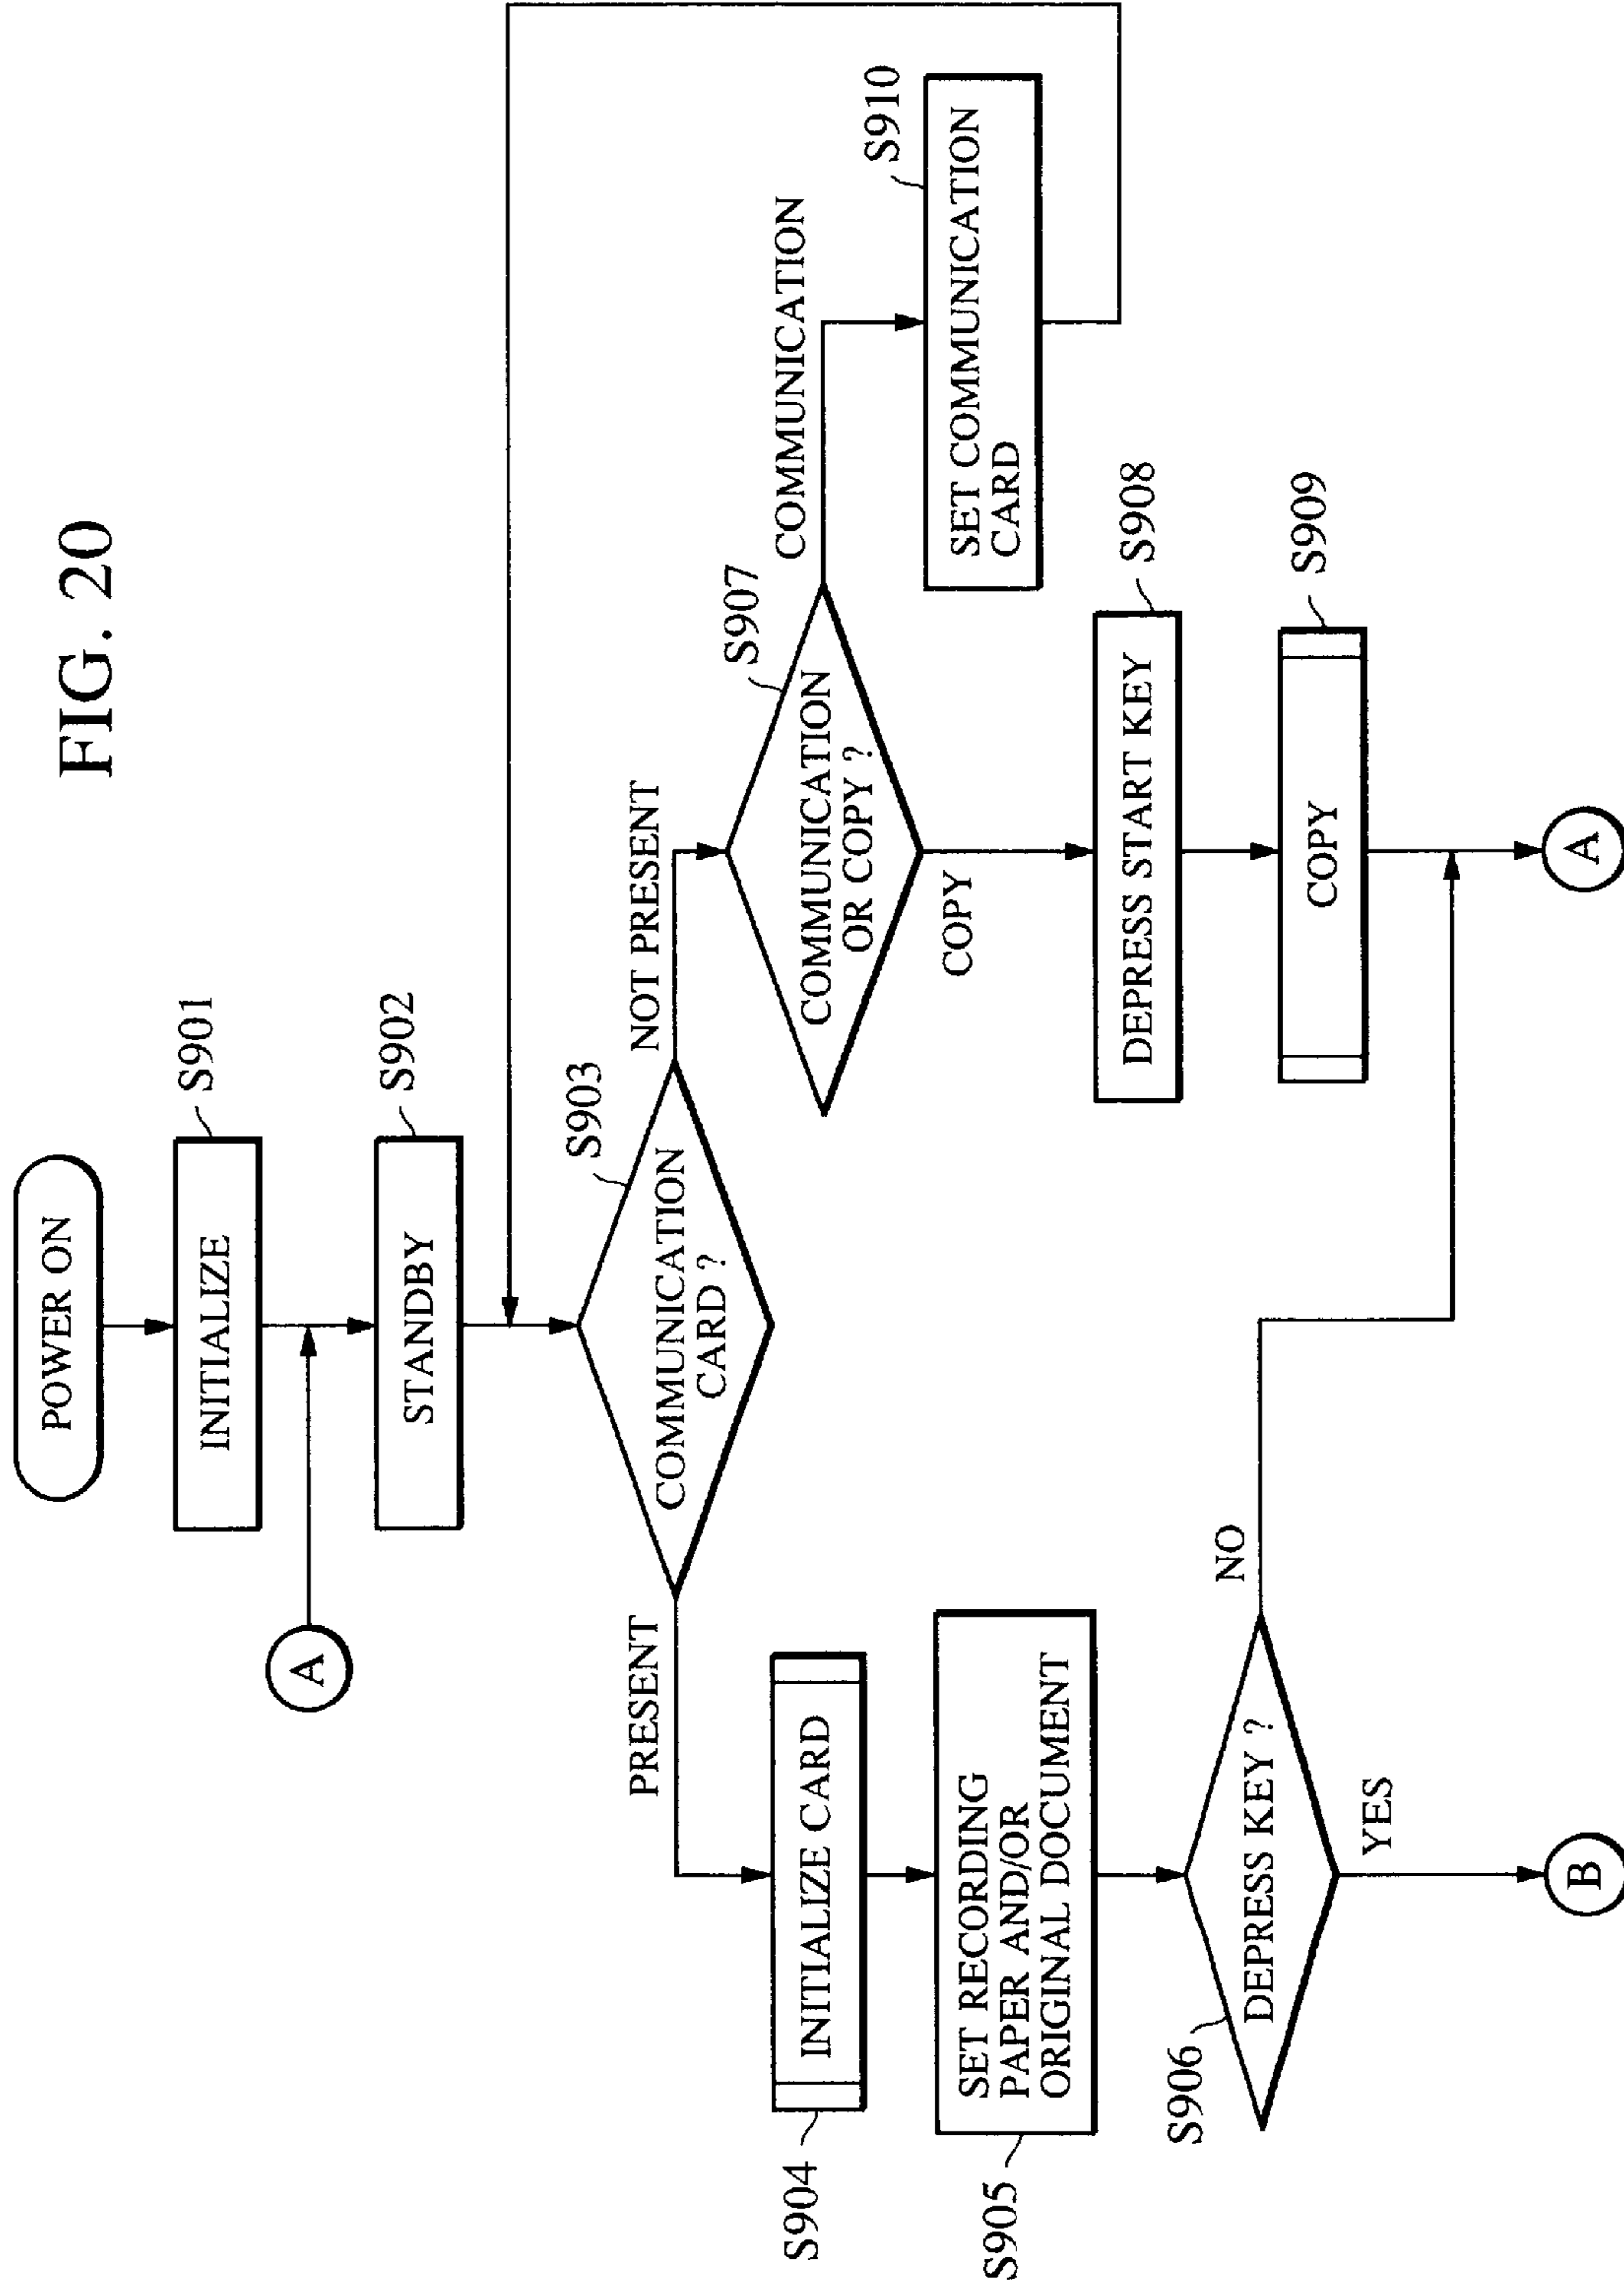 FIG. 20
POWER ON
INITIALIZE
S901
A
STANDBY
S902
COMMUNICATION
CARD ?
S903
PRESENT
NOT PRESENT
S904
INITIALIZE CARD
S905
SET RECORDING
PAPER AND/OR
ORIGINAL DOCUMENT
S906
DEPRESS KEY ?
NO
YES
B
COMMUNICATION
OR COPY ?
S907
COMMUNICATION
SET COMMUNICATION
CARD
S910
COPY
DEPRESS START KEY
S908
COPY
S909
A